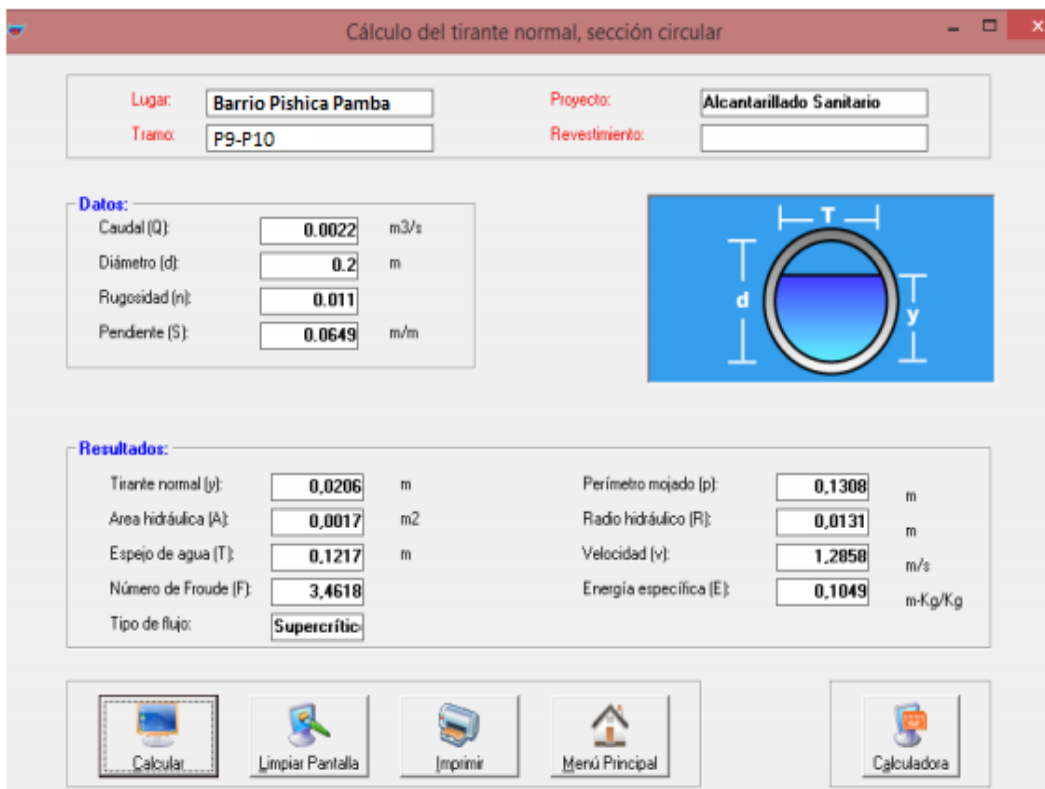 Cálculo del tirante normal, sección circular
Lugar: Barrio Pishica Pamba Proyecto: Alcantarillado Sanitario
Tramo: P9-P10 Revestimiento:
Datos:
Caudal (Q): 0.0022 m3/s
Diámetro (d): 0.2 m
Rugosidad (n): 0.011
Pendiente (S): 0.0649 m/m
T
d
y
Resultados:
Tirante normal (y): 0,0206 m Perímetro mojado (p): 0,1308 m
Area hidráulica (A): 0,0017 m2 Radio hidráulico (R): 0,0131 m
Espejo de agua (T): 0,1217 m Velocidad (v): 1,2858 m/s
Número de Froude (F): 3,4618 Energía específica (E): 0,1049 m-Kg/Kg
Tipo de flujo: Supercrític
Calcular Limpiar Pantalla Imprimir Menú Principal Calculadora